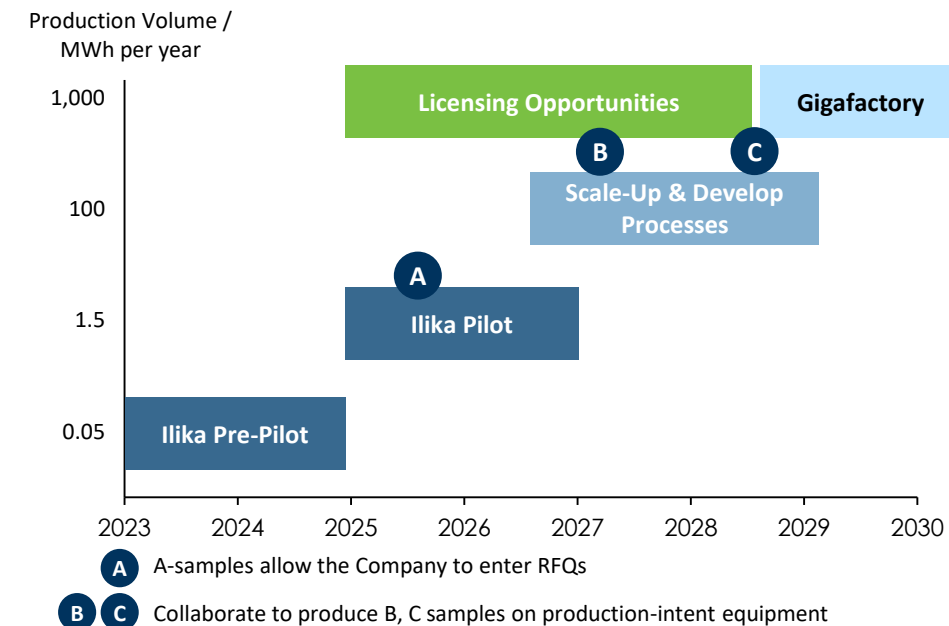 Production Volume /
MWh per year
1,000
Licensing Opportunities
Gigafactory
B
C
100
Scale-Up & Develop
Processes
A
1.5
Ilika Pilot
0.05
Ilika Pre-Pilot
2023 2024 2025 2026 2027 2028 2029 2030
A A-samples allow the Company to enter RFQs
B C Collaborate to produce B, C samples on production-intent equipment